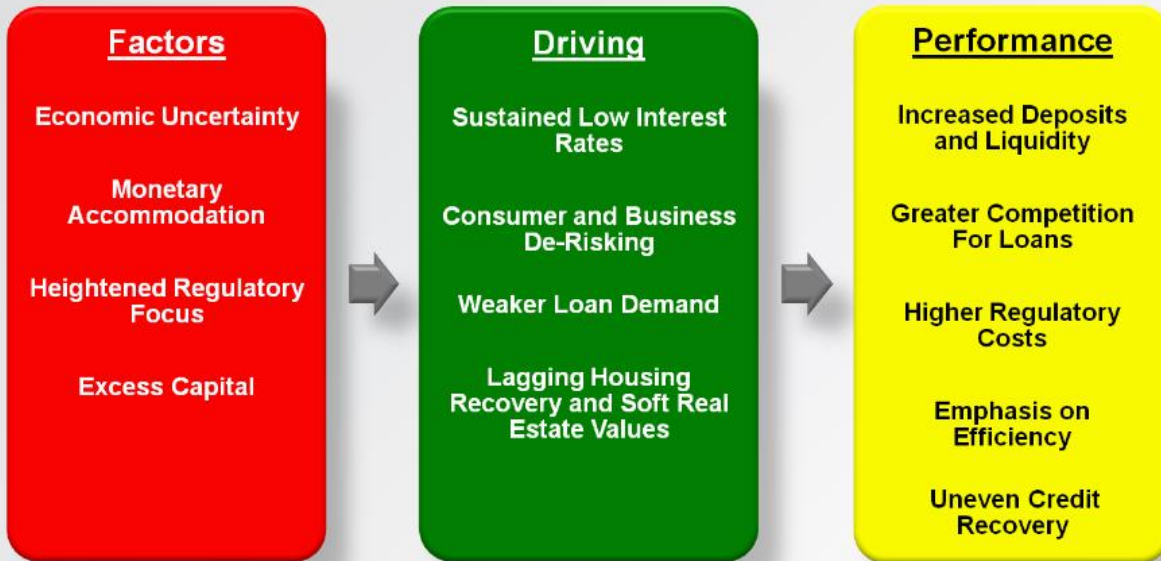 Factors
Economic Uncertainty
Monetary
Accommodation
Heightened Regulatory
Focus
Excess Capital
Driving
Sustained Low Interest
Rates
Consumer and Business
De-Risking
Weaker Loan Demand
Lagging Housing
Recovery and Soft Real
Estate Values
Performance
Increased Deposits
and Liquidity
Greater Competition
For Loans
Higher Regulatory
Costs
Emphasis on
Efficiency
Uneven Credit
Recovery